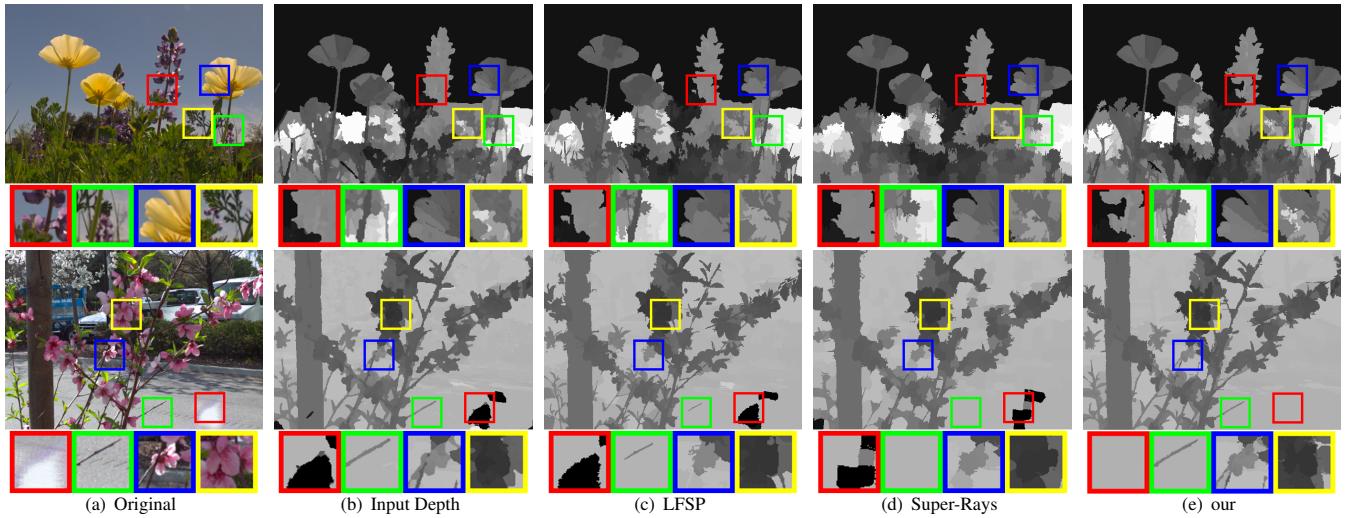 (a) Original
(b) Input Depth
(c) LFSP
(d) Super-Rays
(e) our